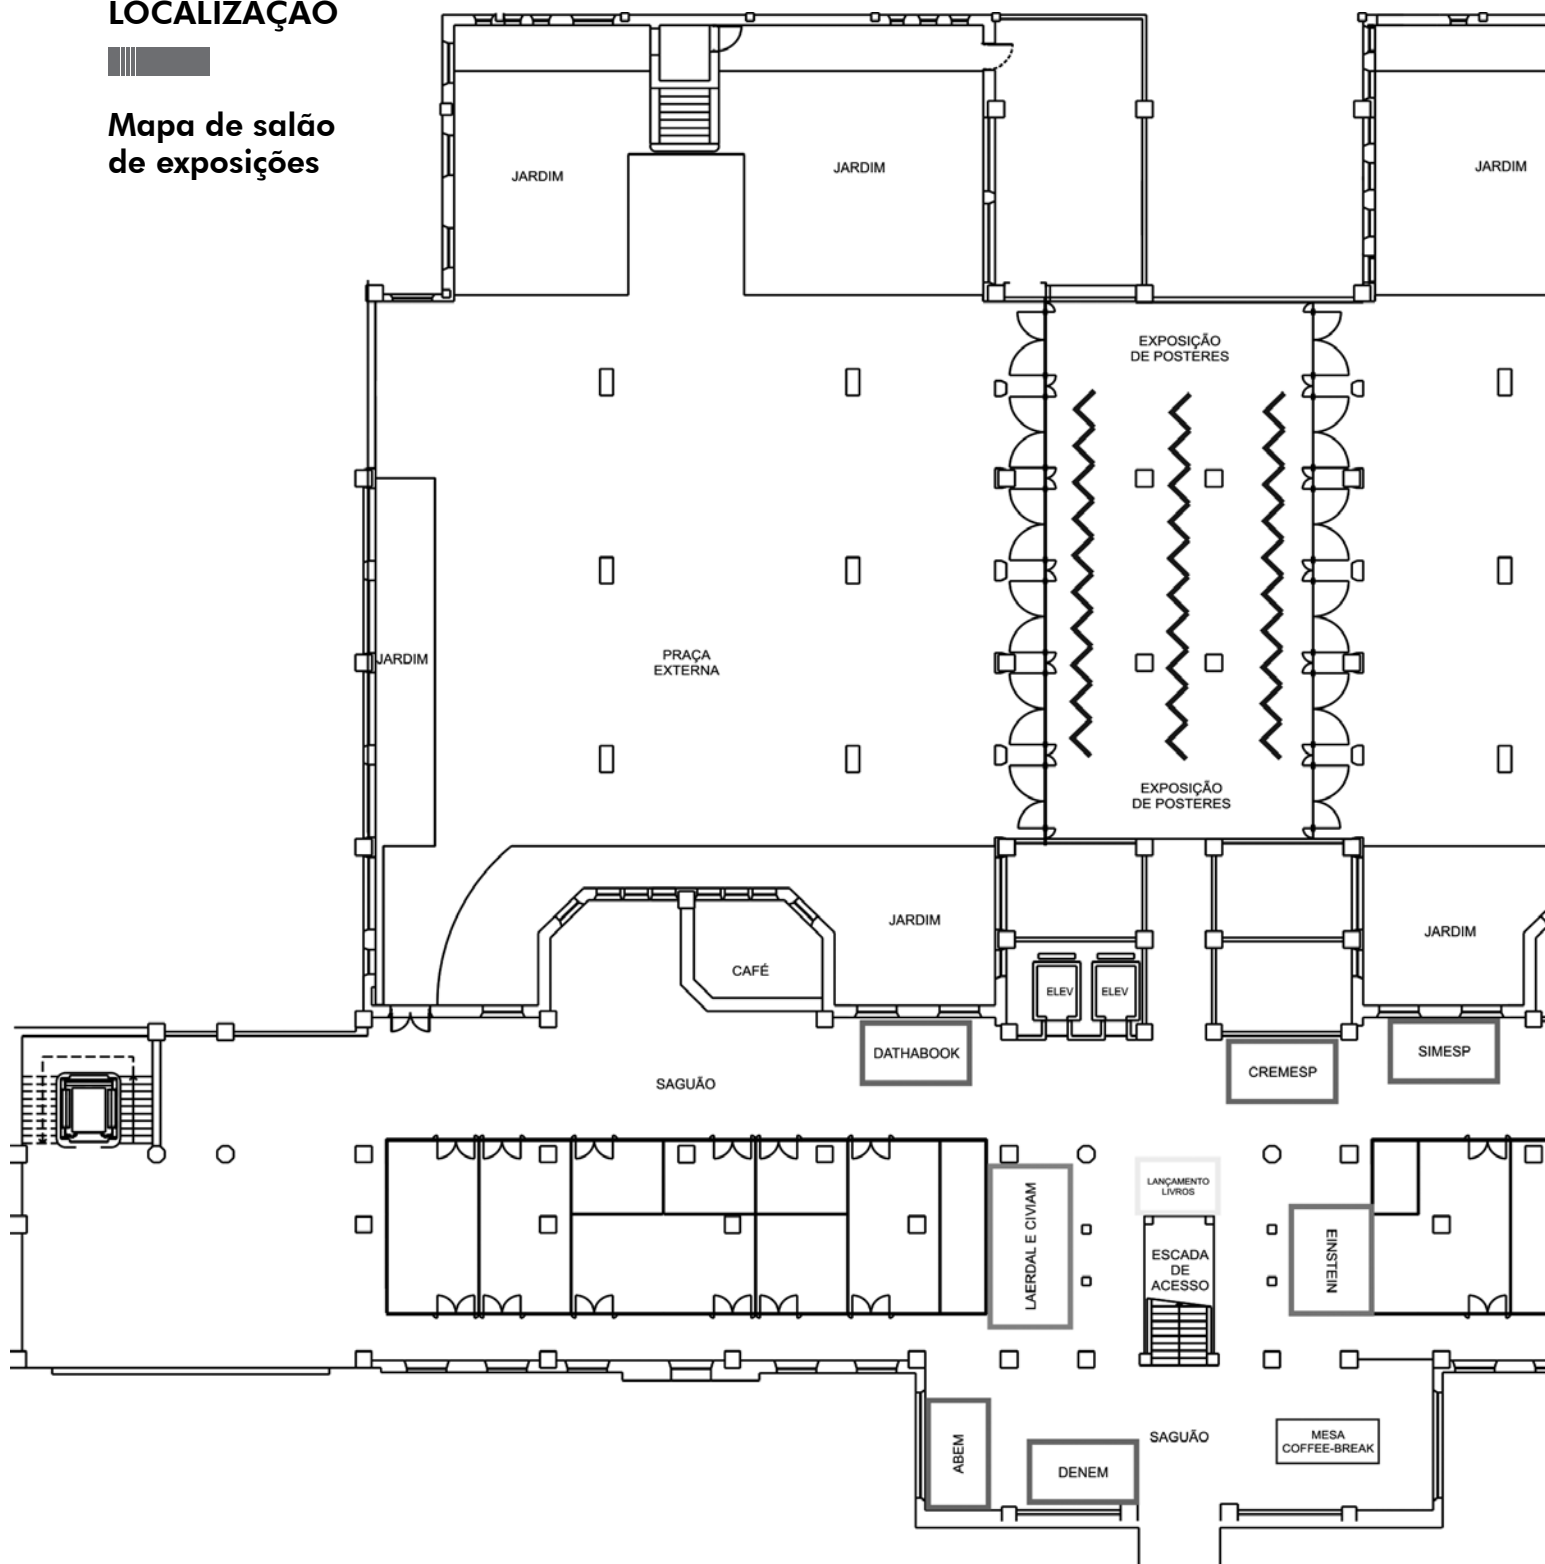 LOCALIZAÇÃO
Mapa de salão
de exposições
JARDIM
JARDIM
JARDIM
EXPOSIÇÃO
DE POSTERES
JARDIM
PRAÇA
EXTERNA
EXPOSIÇÃO
DE POSTERES
JARDIM
JARDIM
CAFÉ
ELEV
ELEV
DATHABOOK
SIMESP
CREMESP
SAGUÃO
LANÇAMENTO
LIVROS
LAERDAL E CIVIAM
ESCADA
DE
ACESSO
EINSTEIN
ABEM
DENEM
SAGUÃO
MESA
COFFEE-BREAK